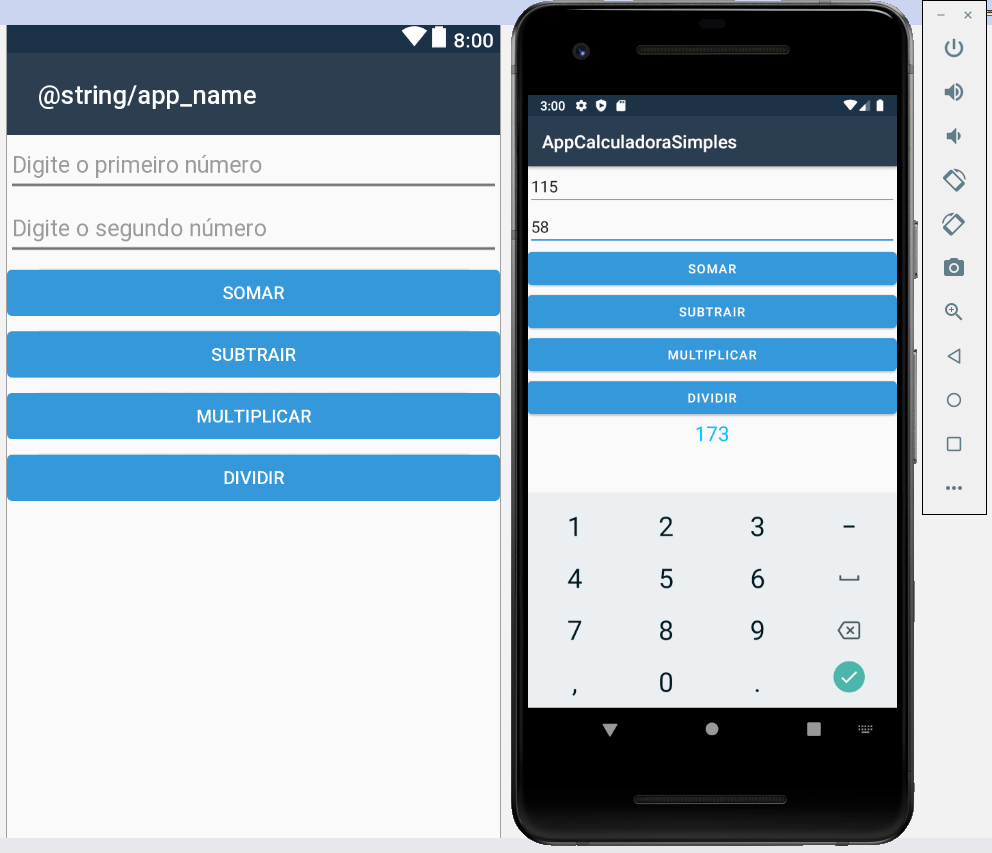 8:00
@string/app_name
Digite o primeiro número
Digite o segundo número
SOMAR
SUBTRAIR
MULTIPLICAR
DIVIDIR
3:00
AppCalculadoraSimples
115
58
SOMAR
SUBTRAIR
MULTIPLICAR
DIVIDIR
173
1 2 3 -
4 5 6
7 8 9
, 0 .